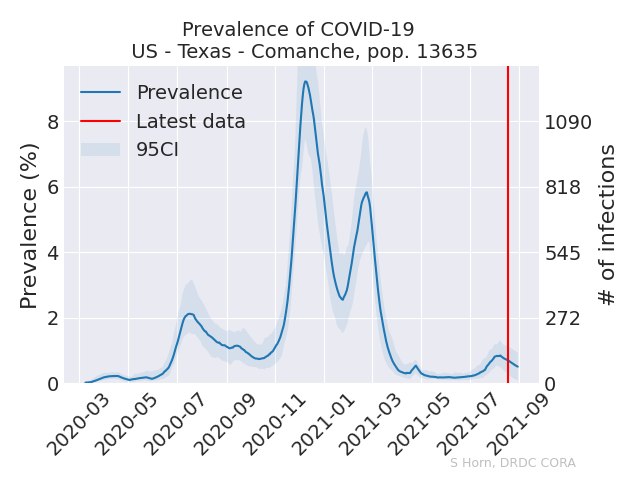 Prevalence of COVID-19
US - Texas - Comanche, pop. 13635
Prevalence
Latest data
95CI
Prevalence (%)
8
6
4
2
0
1090
818
545
272
0
# of infections
2020-03
2020-05
2020-07
2020-09
2020-11
2021-01
2021-03
2021-05
2021-07
2021-09
S Horn, DRDC CORA